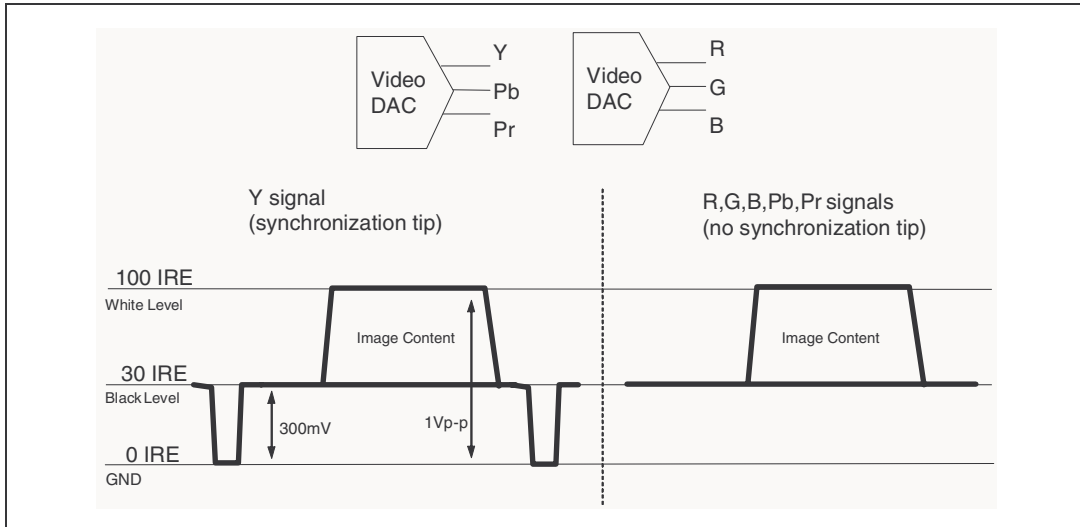 Video
DAC
Y
Pb
Pr
Video
DAC
R
G
B
Y signal
(synchronization tip)
R,G,B,Pb,Pr signals
(no synchronization tip)
100 IRE
White Level
Image Content
Image Content
30 IRE
Black Level
300mV
1Vp-p
0 IRE
GND